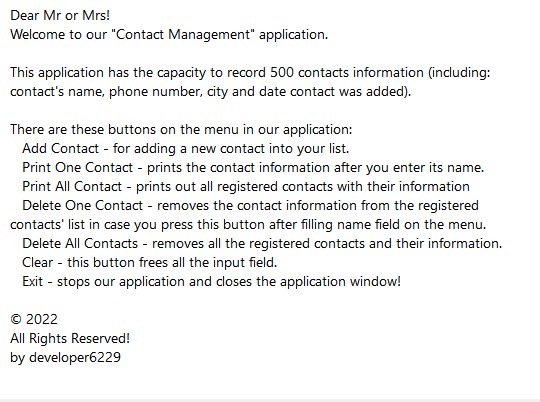 Dear Mr or Mrs!
Welcome to our "Contact Management" application.
This application has the capacity to record 500 contacts information (including:
contact's name, phone number, city and date contact was added).
There are these buttons on the menu in our application:
Add Contact - for adding a new contact into your list.
Print One Contact - prints the contact information after you enter its name.
Print All Contact - prints out all registered contacts with their information
Delete One Contact - removes the contact information from the registered
contacts' list in case you press this button after filling name field on the menu.
Delete All Contacts - removes all the registered contacts and their information.
Clear - this button frees all the input field.
Exit - stops our application and closes the application window!
© 2022
All Rights Reserved!
by developer6229